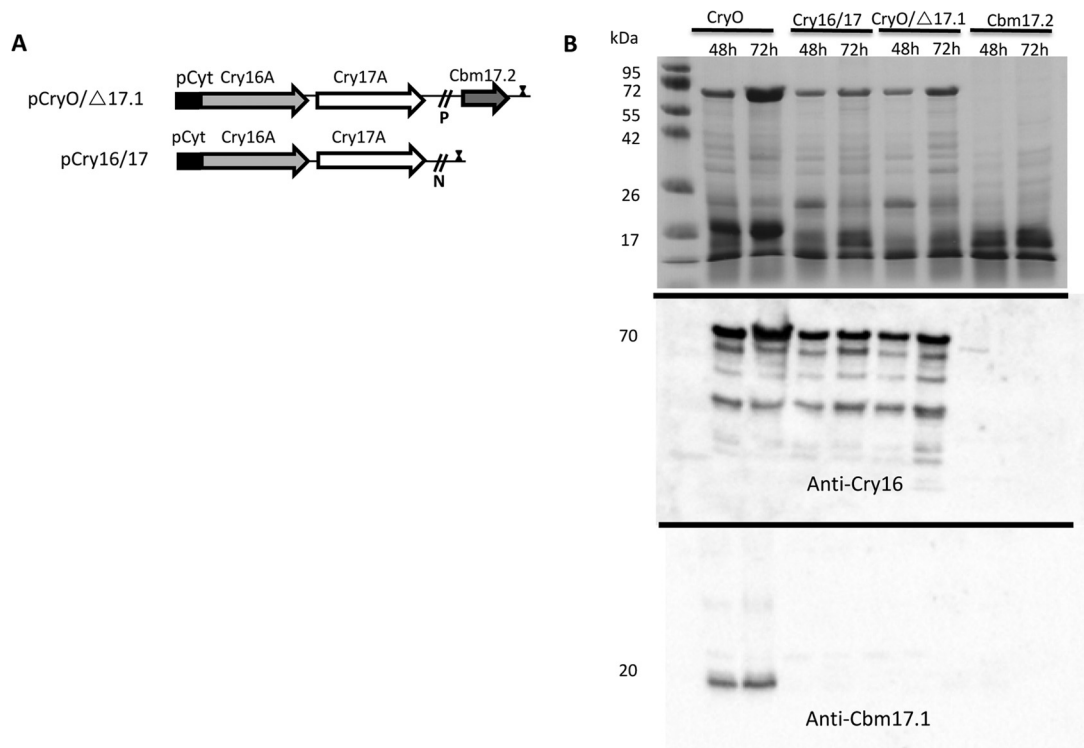 A
pCyt Cry16A Cry17A Cbm17.2
pCryO/△17.1
P
pCyt Cry16A Cry17A
pCry16/17
N
B
CryO Cry16/17 CryO/△17.1 Cbm17.2
kDa 48h 72h 48h 72h 48h 72h 48h 72h
95
72
55
42
26
17
70
Anti-Cry16
20
Anti-Cbm17.1